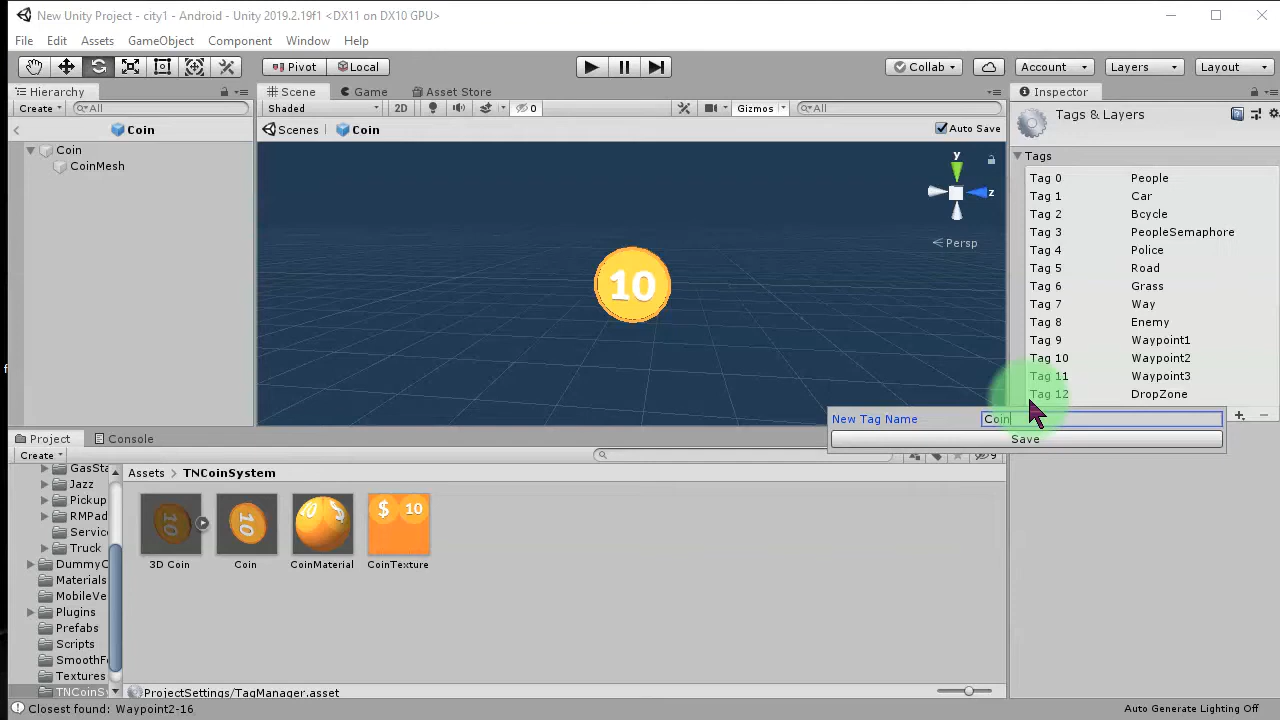 New Unity Project - city1 - Android - Unity 2019.2.19f1 <DX11 on DX10 GPU>
File Edit Assets GameObject Component Window Help
Pivot Local Collab Account Layers Layout
Hierarchy Scene Game Asset Store Inspector
Create All Shaded 2D 0 Gizmos All
Coin Scenes Coin Auto Save Tags & Layers
Coin
CoinMesh
y
z
Persp
10
Tags
Tag 0 People
Tag 1 Car
Tag 2 Bcycle
Tag 3 PeopleSemaphore
Tag 4 Police
Tag 5 Road
Tag 6 Grass
Tag 7 Way
Tag 8 Enemy
Tag 9 Waypoint1
Tag 10 Waypoint2
Tag 11 Waypoint3
Tag 12 DropZone
New Tag Name Coin
Save
Project Console
Create 9
GasSta
Jazz
Pickup
RMPad
Service
Truck
DummyC
Materials
MobileVe
Plugins
Prefabs
Scripts
SmoothFo
Textures
TNCoinSy
Assets TNCoinSystem
10 10 10 $ 10
3D Coin Coin CoinMaterial CoinTexture
ProjectSettings/TagManager.asset
Closest found: Waypoint2-16 Auto Generate Lighting Off